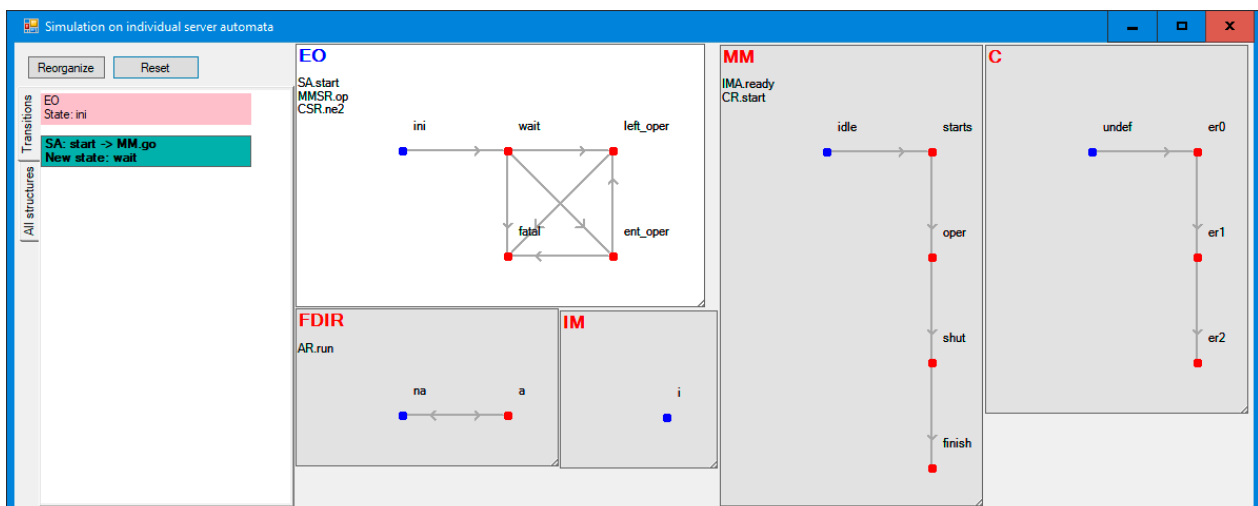 Simulation on individual server automata
Reorganize
Reset
Transitions
All structures
EO
State: ini
SA: start -> MM.go
New state: wait
EO
SA.start
MMSR.op
CSR.ne2
ini
wait
left_oper
fatal
ent_oper
FDIR
AR.run
na
a
IM
i
MM
IMA.ready
CR.start
idle
starts
oper
shut
finish
C
undef
er0
er1
er2